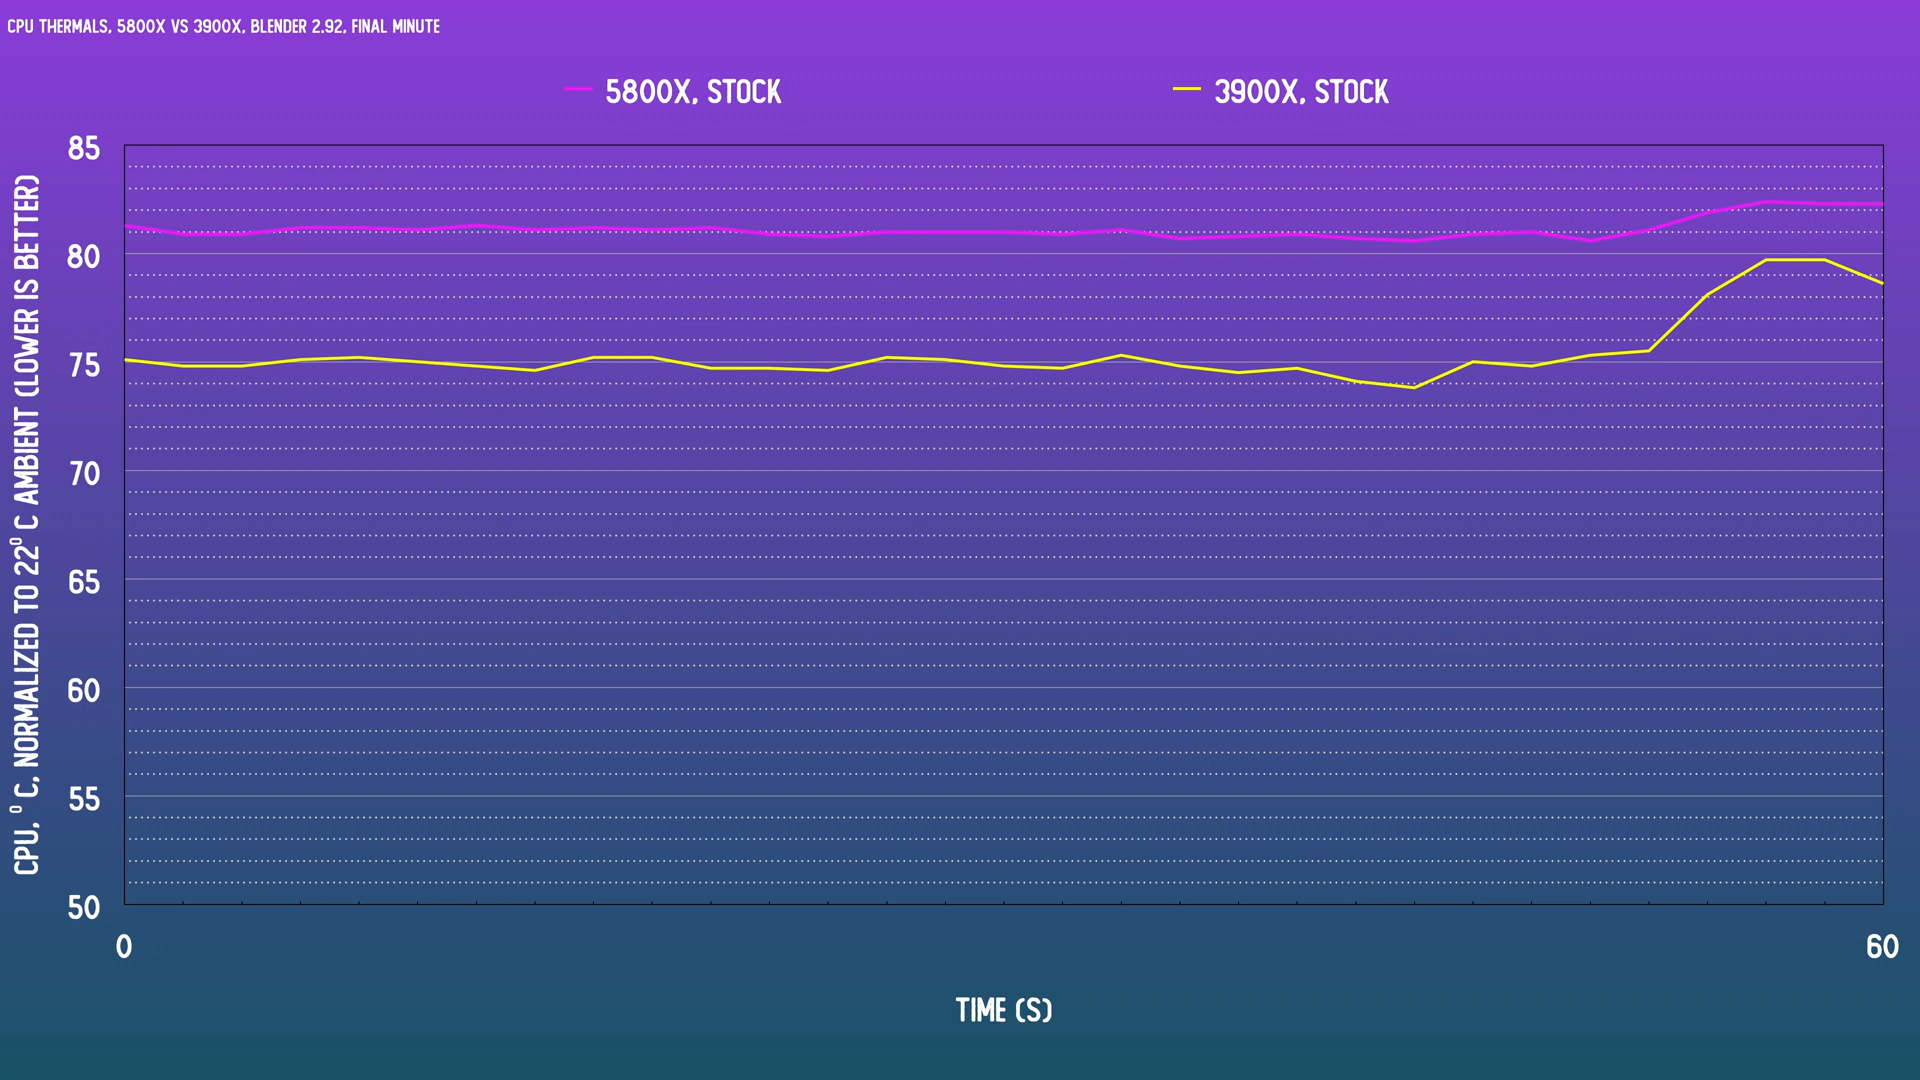 CPU THERMALS, 5800X VS 3900X, BLENDER 2.92, FINAL MINUTE
5800X, STOCK
3900X, STOCK
CPU, ° C, NORMALIZED TO 22° C AMBIENT (LOWER IS BETTER)
85
80
75
70
65
60
55
50
0
60
TIME (S)